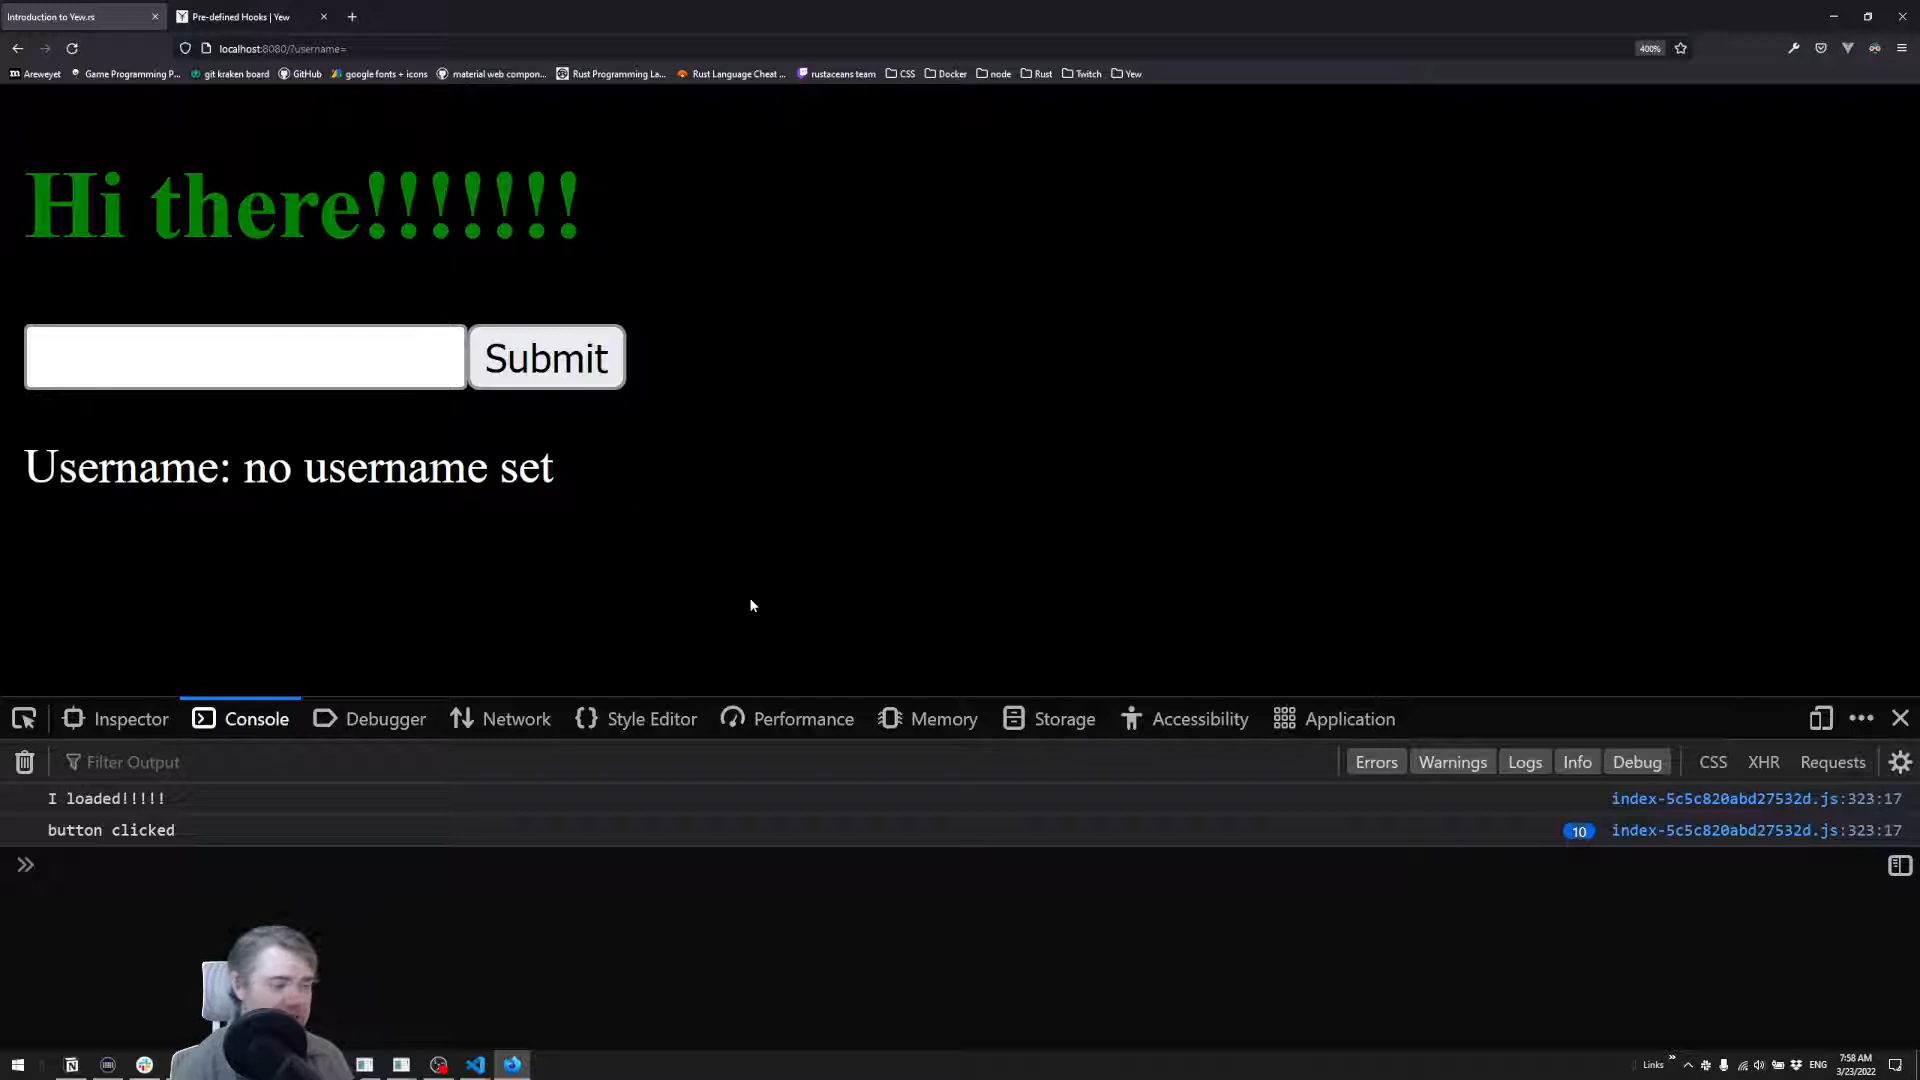 Introduction to Yew.rs
Pre-defined Hooks | Yew
localhost:8080/?username=
400%
Areweyet
Game Programming P...
git kraken board
GitHub
google fonts + icons
material web compon...
Rust Programming La...
Rust Language Cheat ...
rustaceans team
CSS
Docker
node
Rust
Twitch
Yew
Hi there!!!!!!!
Submit
Username: no username set
Inspector
Console
Debugger
Network
Style Editor
Performance
Memory
Storage
Accessibility
Application
Filter Output
Errors
Warnings
Logs
Info
Debug
CSS
XHR
Requests
I loaded!!!!!
index-5c5c820abd27532d.js:323:17
button clicked
10
index-5c5c820abd27532d.js:323:17
Links
ENG
7:58 AM
3/23/2022